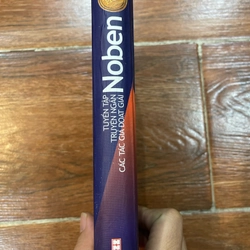 TUYỂN TẬP
TRUYỆN NGẮN
CÁC TÁC GIẢ ĐOẠT GIẢI
Noben